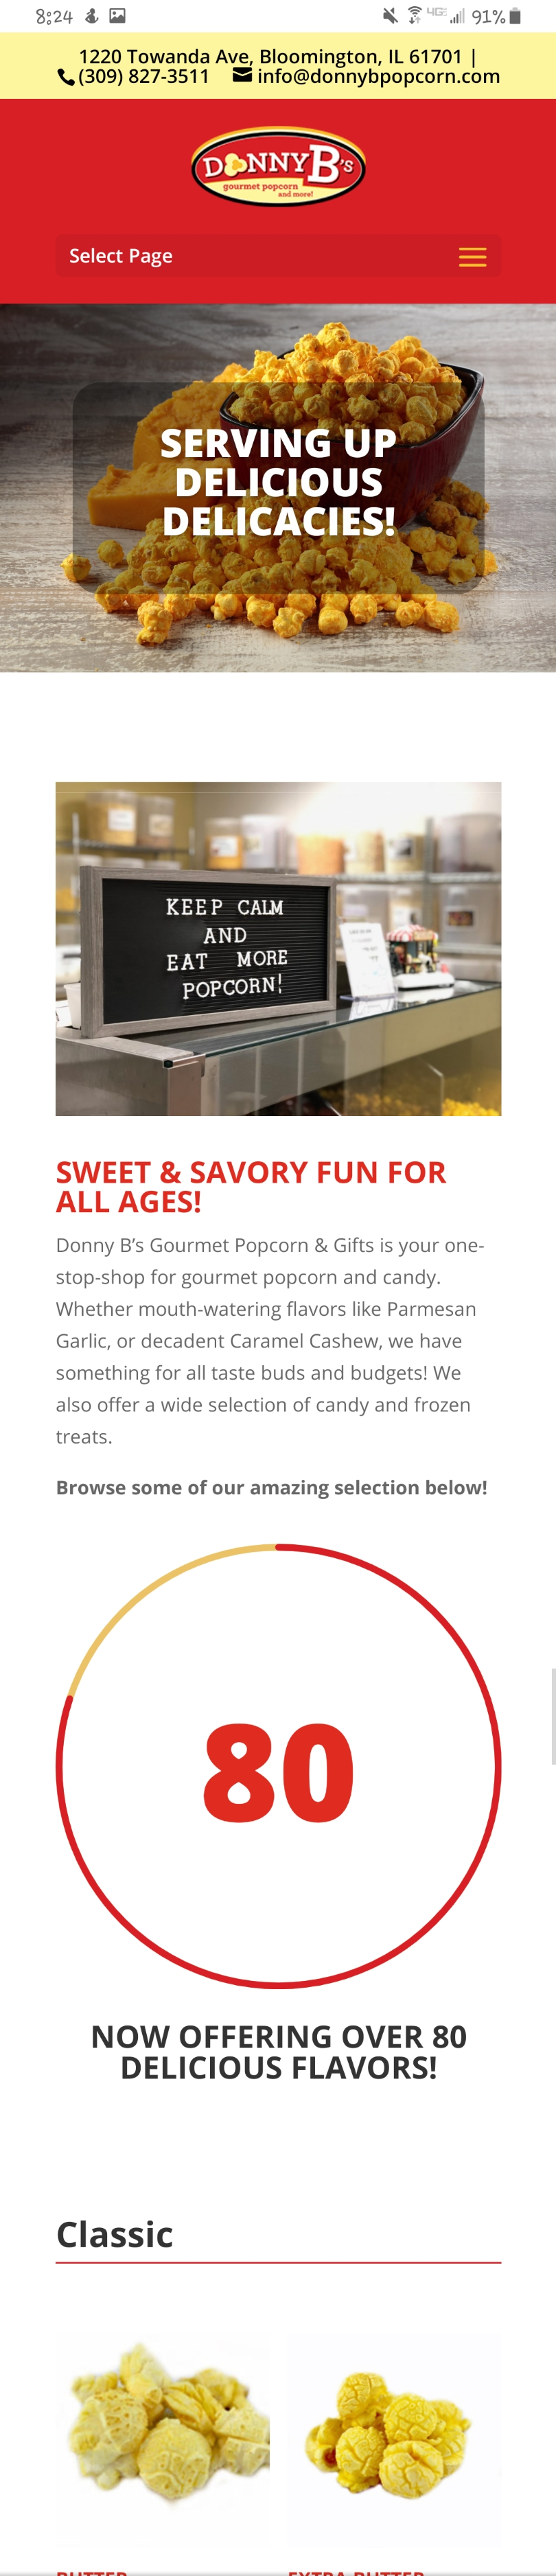 8:24 4GE 91%
1220 Towanda Ave, Bloomington, IL 61701 |
(309) 827-3511 info@donnybpopcorn.com
DONNYB's
gourmet popcorn
and more!
Select Page
SERVING UP
DELICIOUS
DELICACIES!
KEEP CALM
AND
EAT MORE
POPCORN!
SWEET & SAVORY FUN FOR
ALL AGES!
Donny B’s Gourmet Popcorn & Gifts is your one-
stop-shop for gourmet popcorn and candy.
Whether mouth-watering flavors like Parmesan
Garlic, or decadent Caramel Cashew, we have
something for all taste buds and budgets! We
also offer a wide selection of candy and frozen
treats.
Browse some of our amazing selection below!
80
NOW OFFERING OVER 80
DELICIOUS FLAVORS!
Classic
BUTTER EXTRA BUTTER